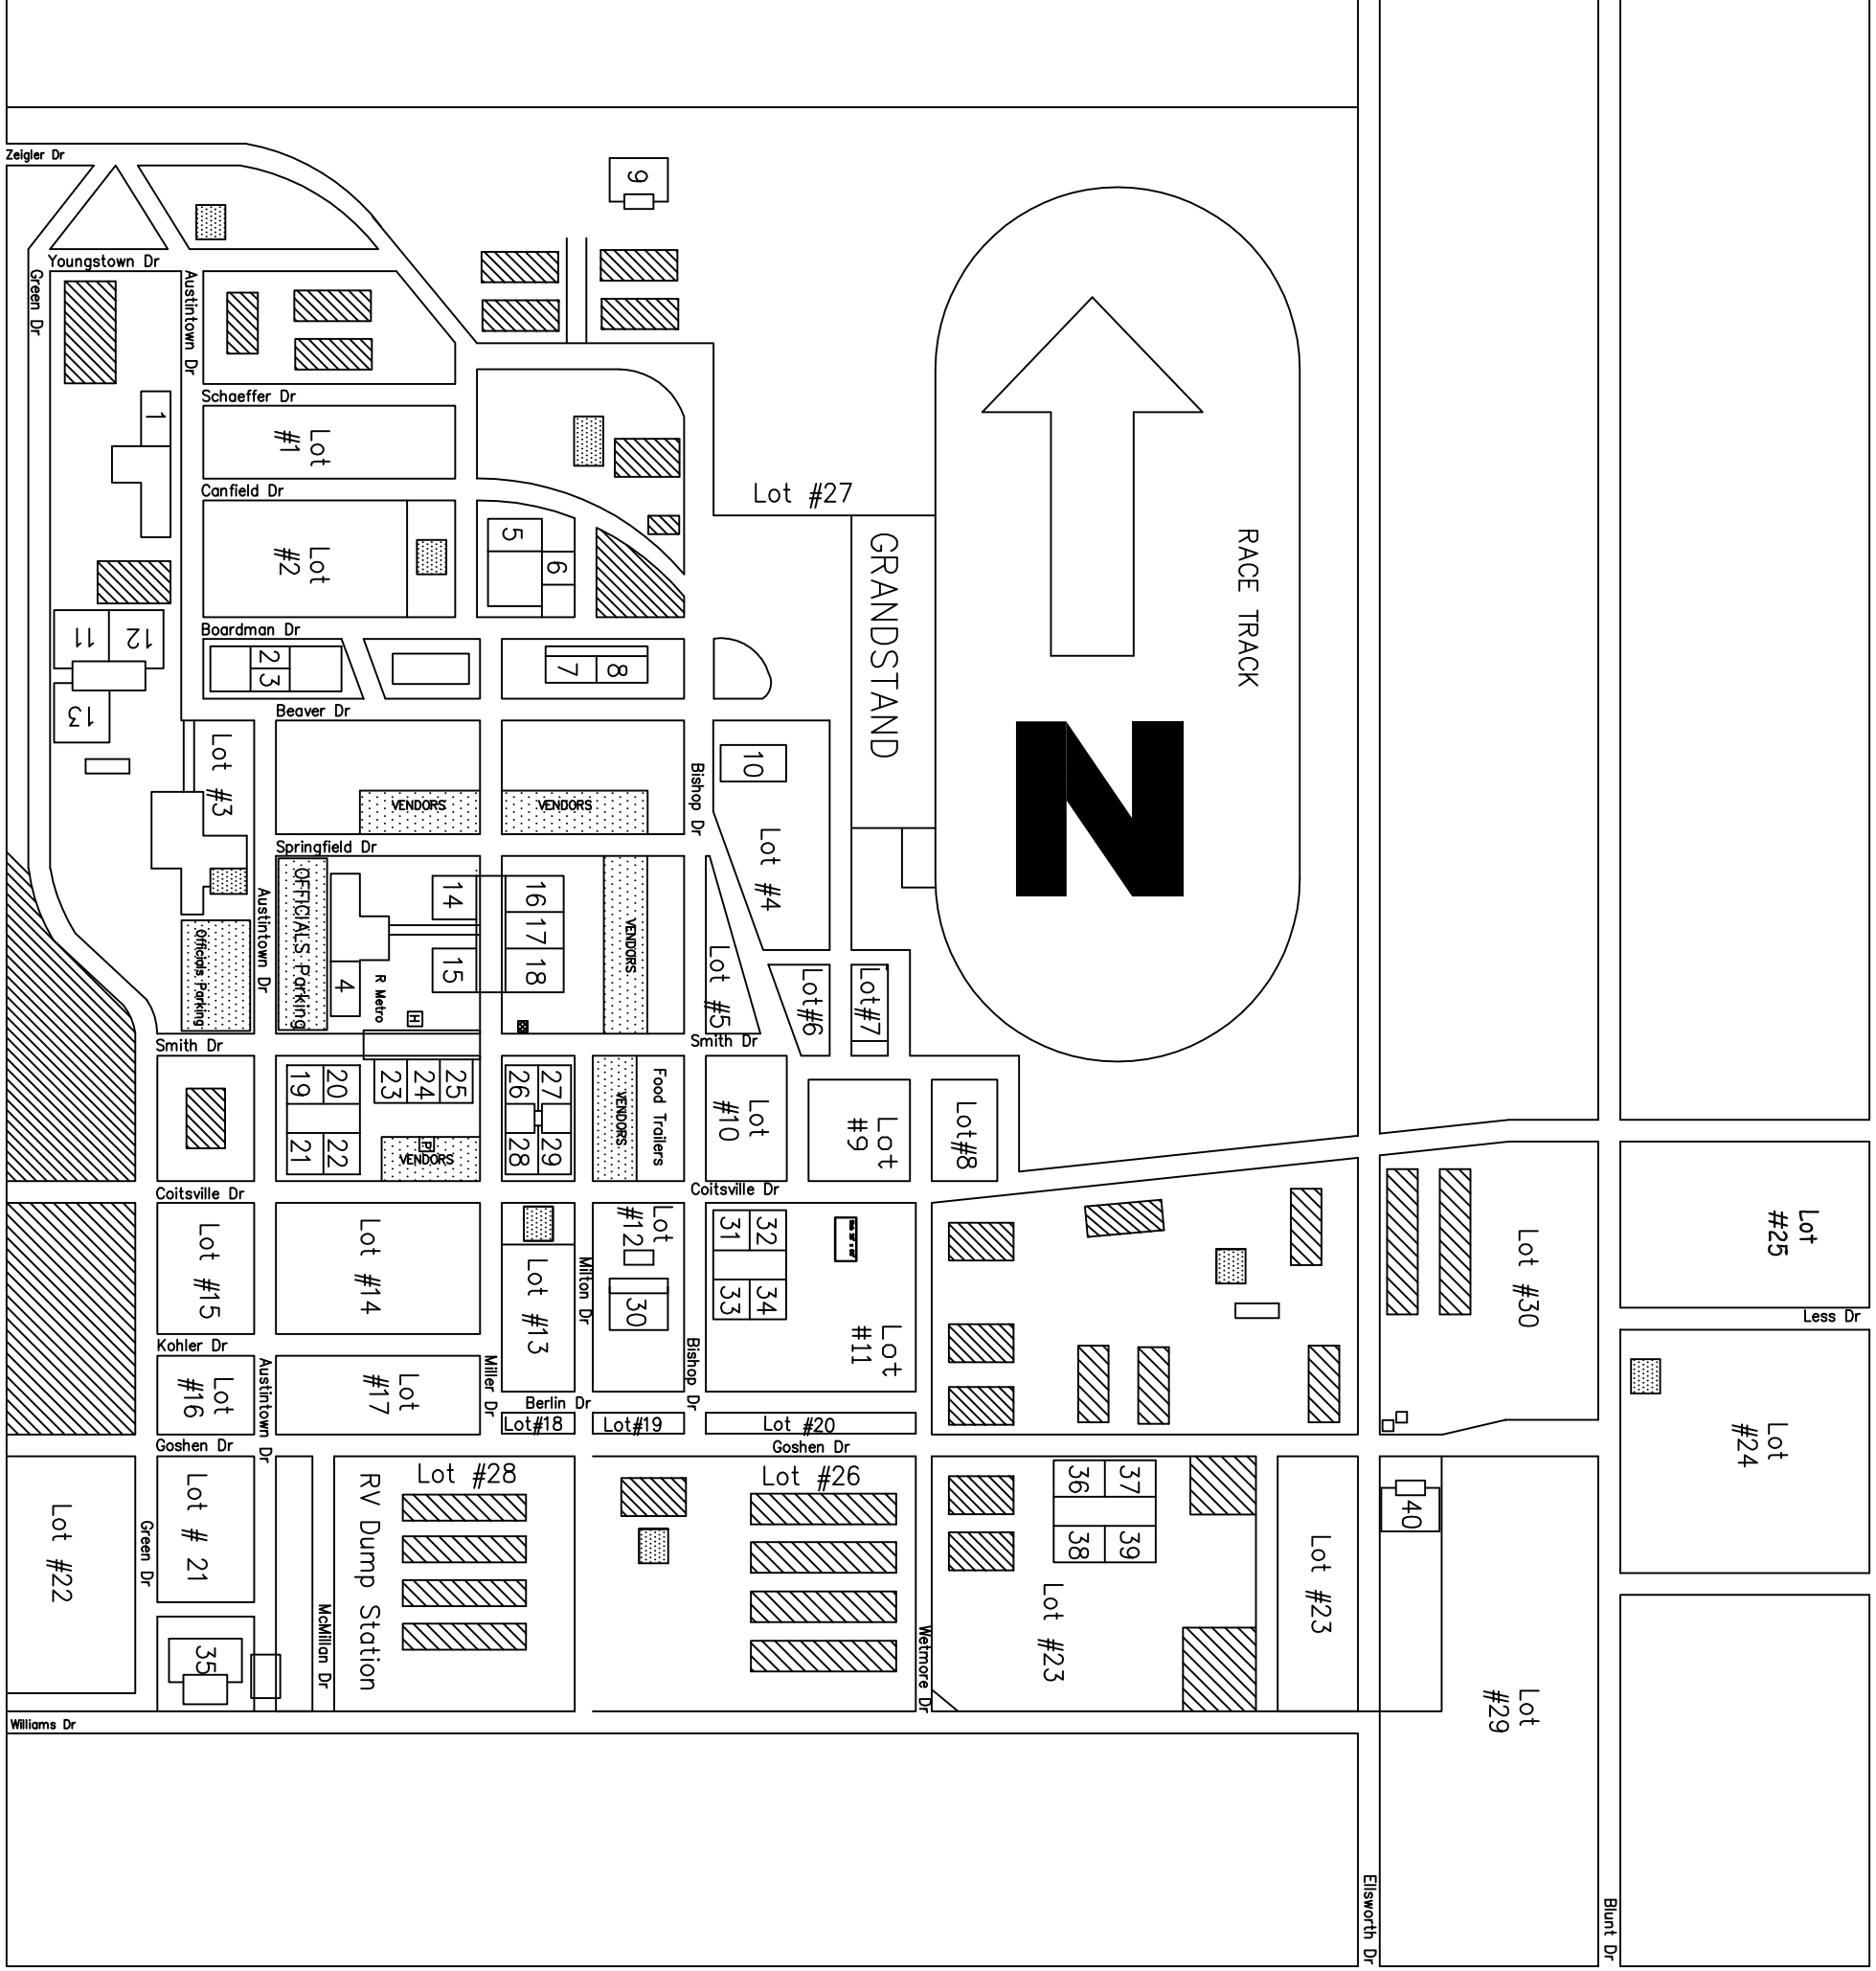 Zeigler Dr
9
Youngstown Dr
Green Dr
Austintown Dr
Schaeffer Dr
1
Lot
#1
Canfield Dr
Lot #27
Lot
#2
5
6
GRANDSTAND
RACE TRACK
Boardman Dr
11
12
13
2
3
7
8
Beaver Dr
Lot #3
10
Bishop Dr
N
VENDORS
VENDORS
Springfield Dr
Lot #4
OFFICIALS Parking
Austintown Dr
Officials Parking
14
15
16
17
18
4
R Metro
H
VENDORS
Lot #5
Lot#6
Lot#7
Smith Dr
Smith Dr
19
20
21
22
23
24
25
P
VENDORS
26
27
28
29
VENDORS
Food Trailers
Lot
#10
Lot
#9
Lot#8
Coitsville Dr
Coitsville Dr
Lot #15
Lot #14
Lot #13
Milton Dr
Lot
#12
30
31
32
33
34
Lot
#11
Lot #30
Lot
#25
Less Dr
Kohler Dr
Lot
#16
Austintown Dr
Lot
#17
Miller Dr
Bishop Dr
Berlin Dr
Lot#18
Lot#19
Lot #20
Goshen Dr
Goshen Dr
Lot
#24
Lot #22
Green Dr
Lot # 21
35
McMillan Dr
RV Dump Station
Lot #28
Lot #26
Wetmore Dr
36
37
38
39
Lot #23
Lot #23
40
Lot
#29
Williams Dr
Ellsworth Dr
Blunt Dr